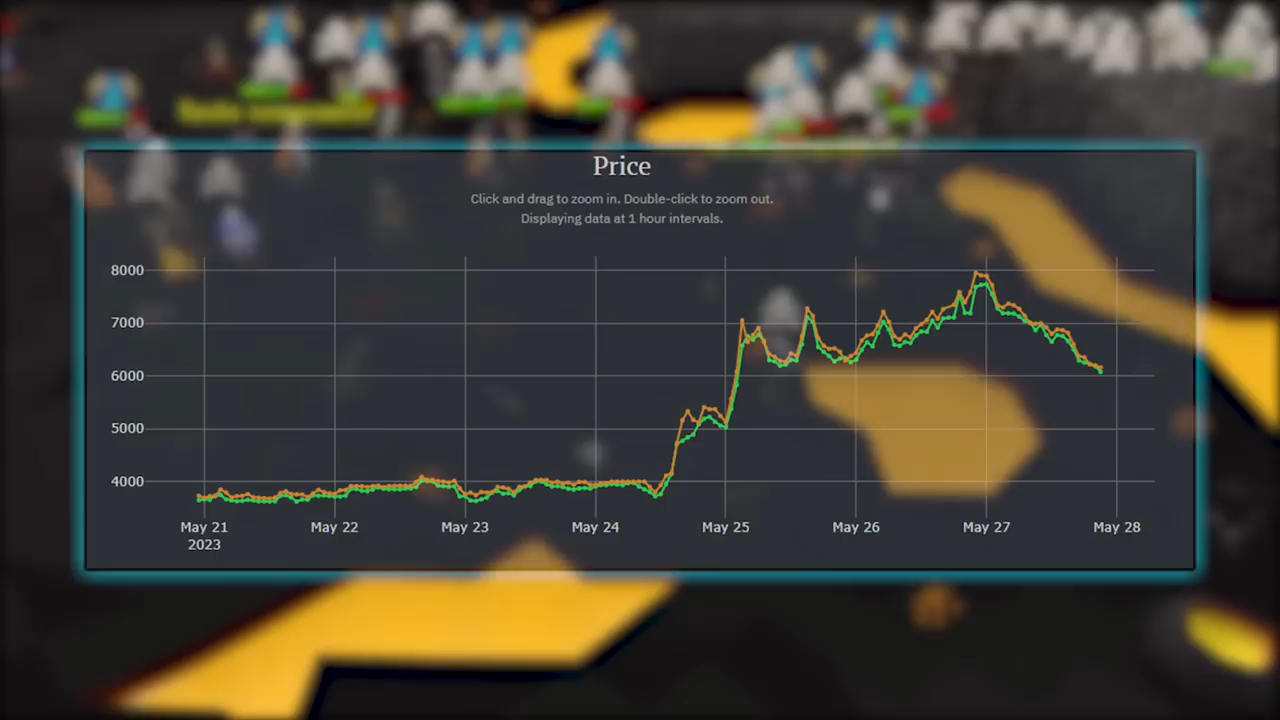 Price
Click and drag to zoom in. Double-click to zoom out.
Displaying data at 1 hour intervals.
8000
7000
6000
5000
4000
May 21 May 22 May 23 May 24 May 25 May 26 May 27 May 28
2023